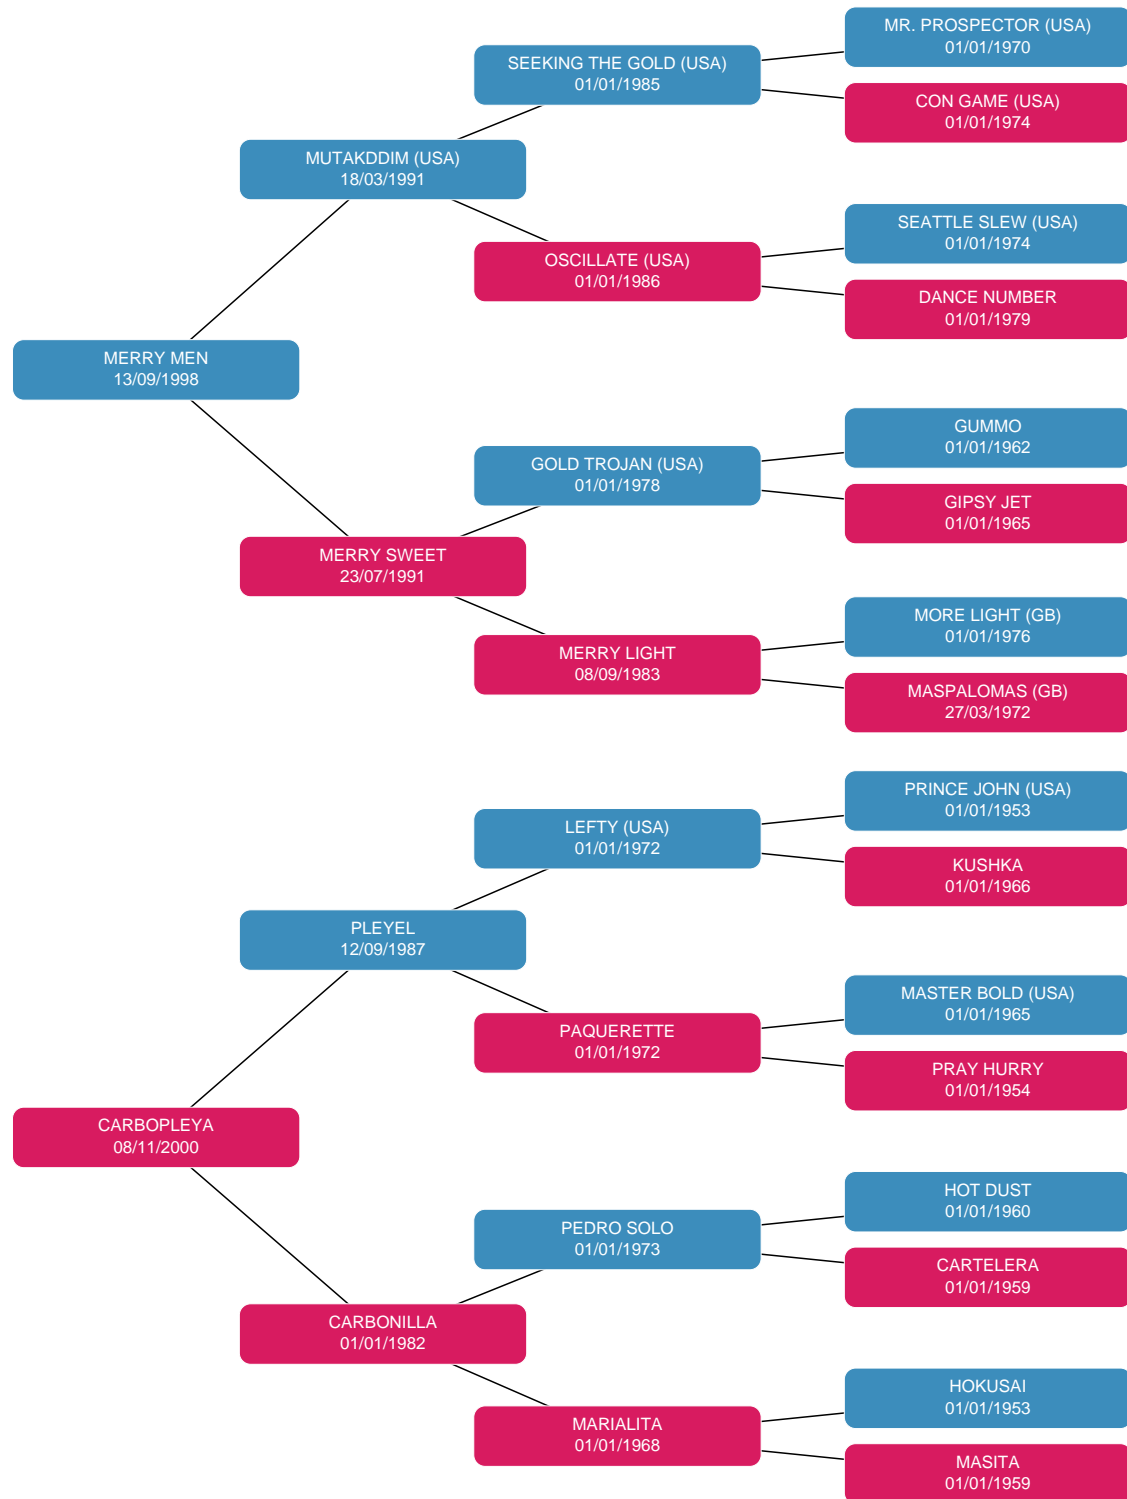 MR. PROSPECTOR (USA)
01/01/1970
SEEKING THE GOLD (USA)
01/01/1985
CON GAME (USA)
01/01/1974
MUTAKDDIM (USA)
18/03/1991
SEATTLE SLEW (USA)
01/01/1974
OSCILLATE (USA)
01/01/1986
DANCE NUMBER
01/01/1979
MERRY MEN
13/09/1998
GUMMO
01/01/1962
GOLD TROJAN (USA)
01/01/1978
GIPSY JET
01/01/1965
MERRY SWEET
23/07/1991
MORE LIGHT (GB)
01/01/1976
MERRY LIGHT
08/09/1983
MASPALOMAS (GB)
27/03/1972
PRINCE JOHN (USA)
01/01/1953
LEFTY (USA)
01/01/1972
KUSHKA
01/01/1966
PLEYEL
12/09/1987
MASTER BOLD (USA)
01/01/1965
PAQUERETTE
01/01/1972
PRAY HURRY
01/01/1954
CARBOPLEYA
08/11/2000
HOT DUST
01/01/1960
PEDRO SOLO
01/01/1973
CARTELERA
01/01/1959
CARBONILLA
01/01/1982
HOKUSAI
01/01/1953
MARIALITA
01/01/1968
MASITA
01/01/1959